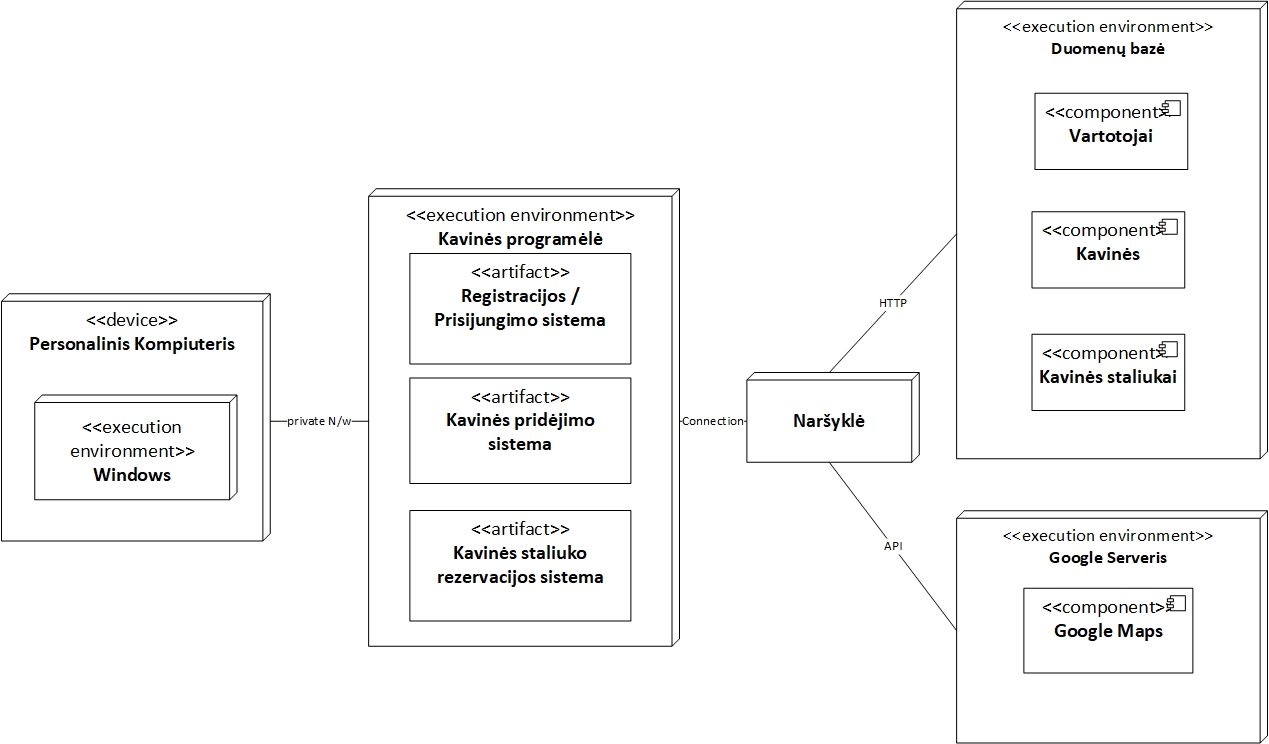 <<device>>
Personalinis Kompiuteris
<<execution
environment>>
Windows
private N/w
<<execution environment>>
Kavinės programėlė
<<artifact>>
Registracijos /
Prisijungimo sistema
<<artifact>>
Kavinės pridėjimo
sistema
<<artifact>>
Kavinės staliuko
rezervacijos sistema
Connection
Naršyklė
HTTP
API
<<execution environment>>
Duomenų bazė
<<component>>
Vartotojai
<<component>>
Kavinės
<<component>>
Kavinės staliukai
<<execution environment>>
Google Serveris
<<component>>
Google Maps